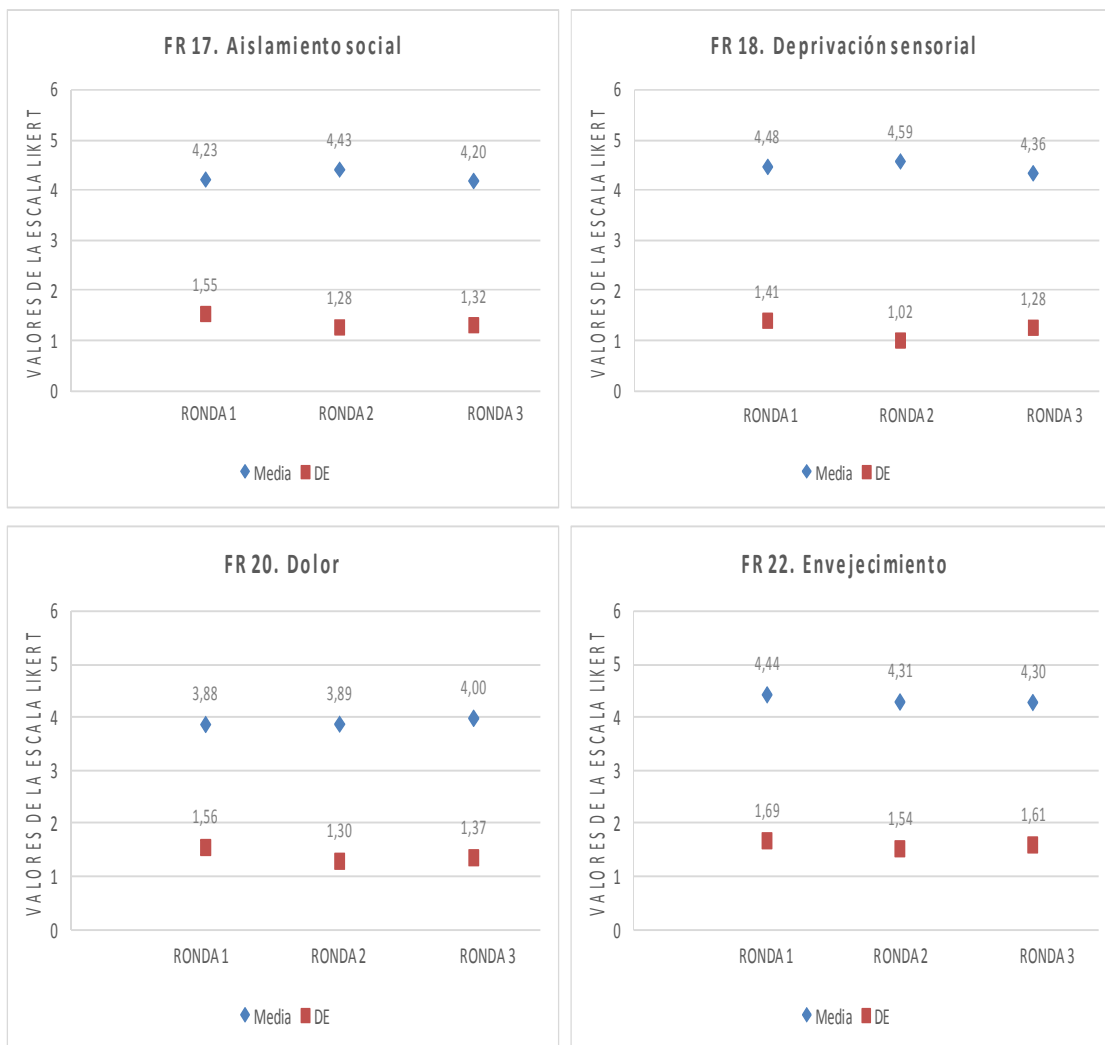 FR 17. Aislamiento social
VALORES DE LA ESCALA LIKERT
6
5
4
3
2
1
0
4,23
4,43
4,20
1,55
1,28
1,32
RONDA 1
RONDA 2
RONDA 3
Media
DE
FR 18. Deprivación sensorial
VALORES DE LA ESCALA LIKERT
6
5
4
3
2
1
0
4,48
4,59
4,36
1,41
1,02
1,28
RONDA 1
RONDA 2
RONDA 3
Media
DE
FR 20. Dolor
VALORES DE LA ESCALA LIKERT
6
5
4
3
2
1
0
3,88
3,89
4,00
1,56
1,30
1,37
RONDA 1
RONDA 2
RONDA 3
Media
DE
FR 22. Envejecimiento
VALORES DE LA ESCALA LIKERT
6
5
4
3
2
1
0
4,44
4,31
4,30
1,69
1,54
1,61
RONDA 1
RONDA 2
RONDA 3
Media
DE